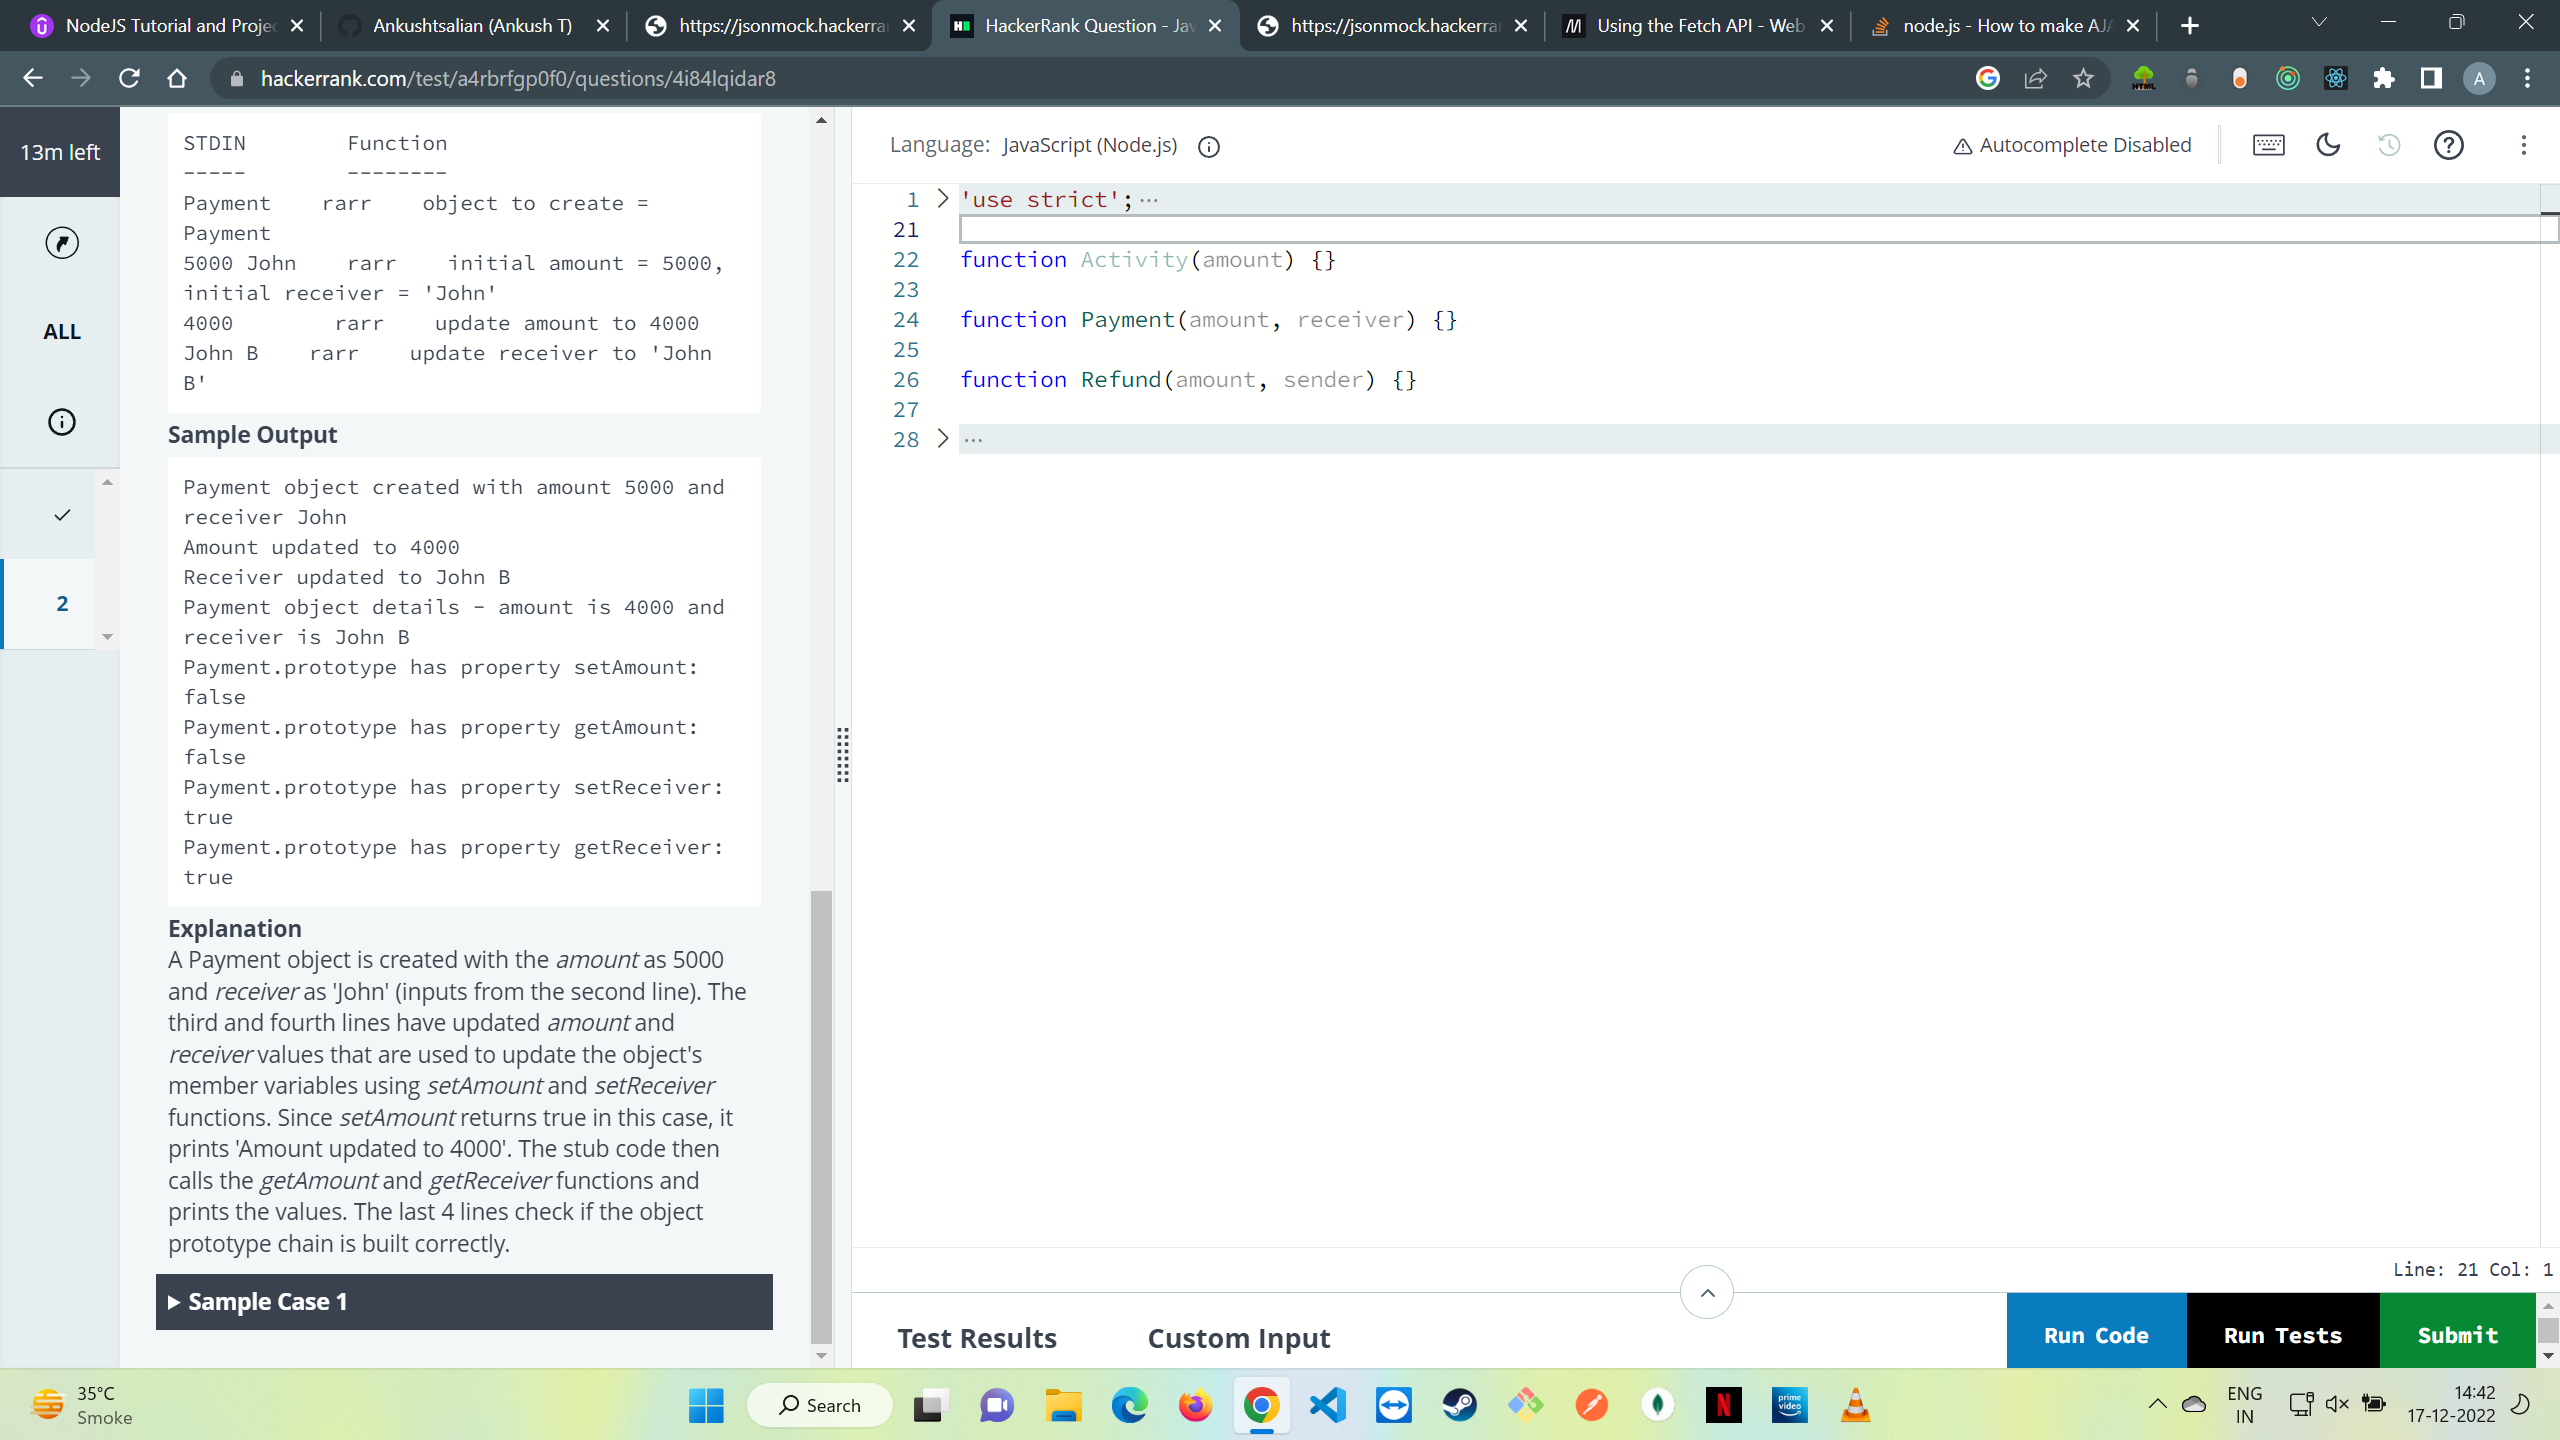 NodeJS Tutorial and Projec
Ankushtsalian (Ankush T)
https://jsonmock.hackerran
HackerRank Question - Jav
https://jsonmock.hackerran
Using the Fetch API - Web
node.js - How to make AJA
hackerrank.com/test/a4rbrfgp0f0/questions/4i84lqidar8
A
13m left
ALL
2
STDIN        Function
-----        --------
Payment    rarr    object to create =
Payment
5000 John    rarr    initial amount = 5000,
initial receiver = 'John'
4000        rarr    update amount to 4000
John B    rarr    update receiver to 'John
B'
Sample Output
Payment object created with amount 5000 and
receiver John
Amount updated to 4000
Receiver updated to John B
Payment object details - amount is 4000 and
receiver is John B
Payment.prototype has property setAmount:
false
Payment.prototype has property getAmount:
false
Payment.prototype has property setReceiver:
true
Payment.prototype has property getReceiver:
true
Explanation
A Payment object is created with the amount as 5000
and receiver as 'John' (inputs from the second line). The
third and fourth lines have updated amount and
receiver values that are used to update the object's
member variables using setAmount and setReceiver
functions. Since setAmount returns true in this case, it
prints 'Amount updated to 4000'. The stub code then
calls the getAmount and getReceiver functions and
prints the values. The last 4 lines check if the object
prototype chain is built correctly.
Sample Case 1
Language: JavaScript (Node.js)
Autocomplete Disabled
1 'use strict';···
21
22 function Activity(amount) {}
23
24 function Payment(amount, receiver) {}
25
26 function Refund(amount, sender) {}
27
28 ···
Line: 21 Col: 1
Test Results
Custom Input
Run Code
Run Tests
Submit
35°C
Smoke
Search
prime
video
ENG
IN
14:42
17-12-2022